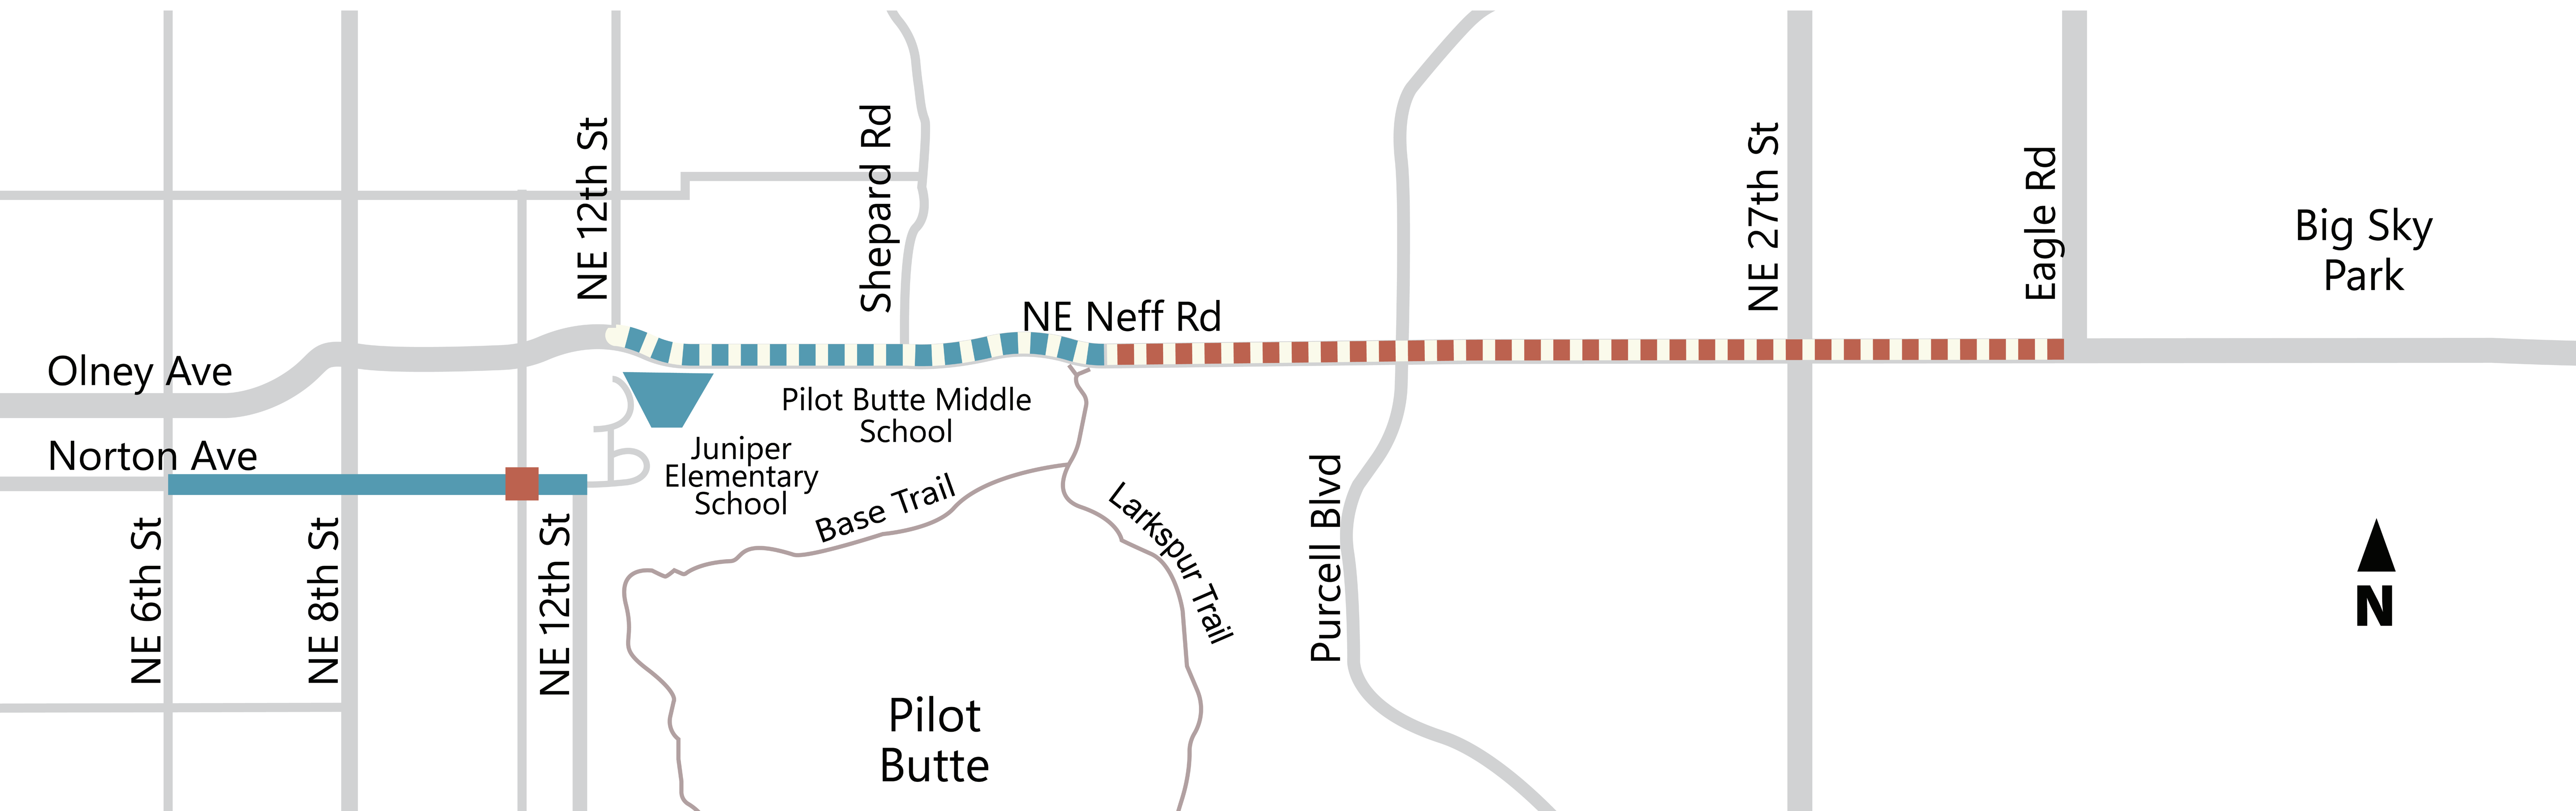 NE 12th St
Shepard Rd
NE 27th St
Eagle Rd
Big Sky
Park
NE Neff Rd
Olney Ave
Pilot Butte Middle
School
Norton Ave
Juniper
Elementary
School
Base Trail
Larkspur Trail
Purcell Blvd
NE 6th St
NE 8th St
NE 12th St
N
Pilot
Butte